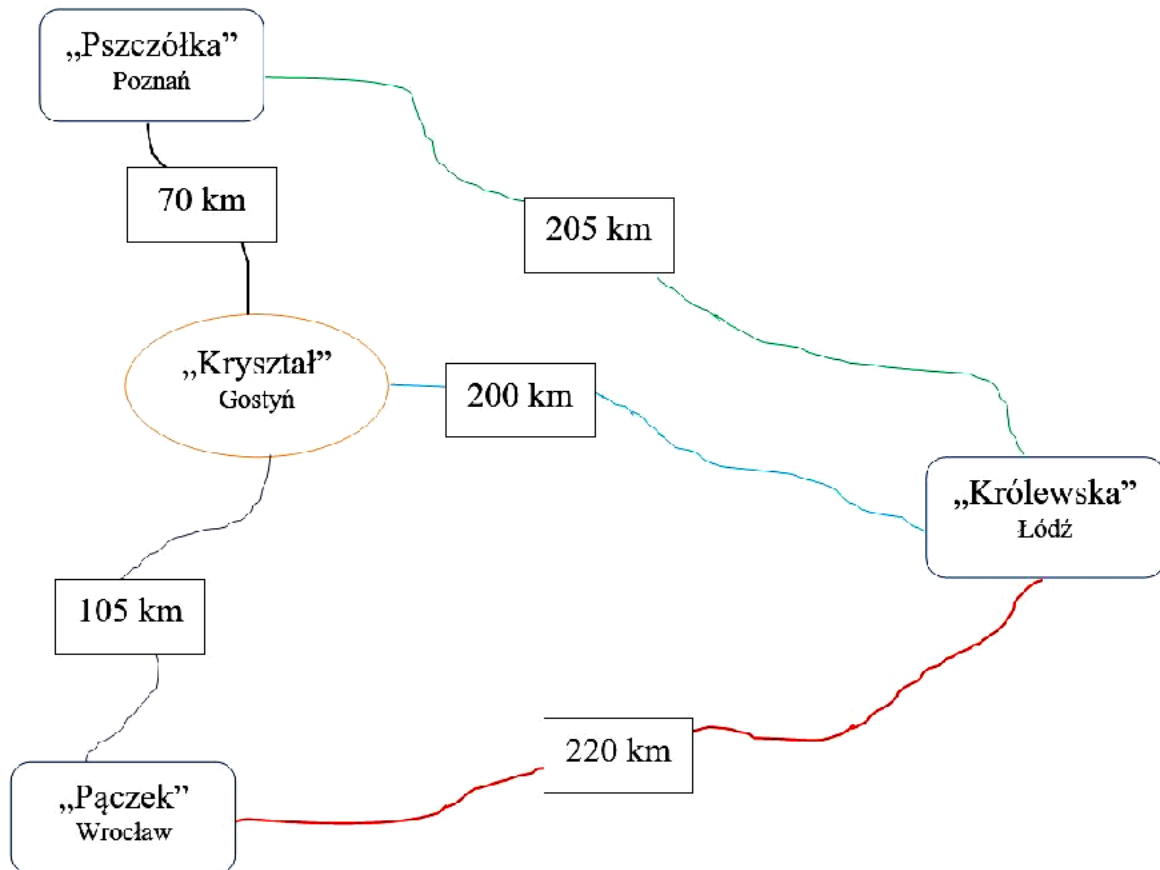 „Pszczółka”
Poznań
70 km
205 km
„Kryształ”
Gostyń
200 km
„Królewska”
Łódź
105 km
220 km
„Pączek”
Wrocław